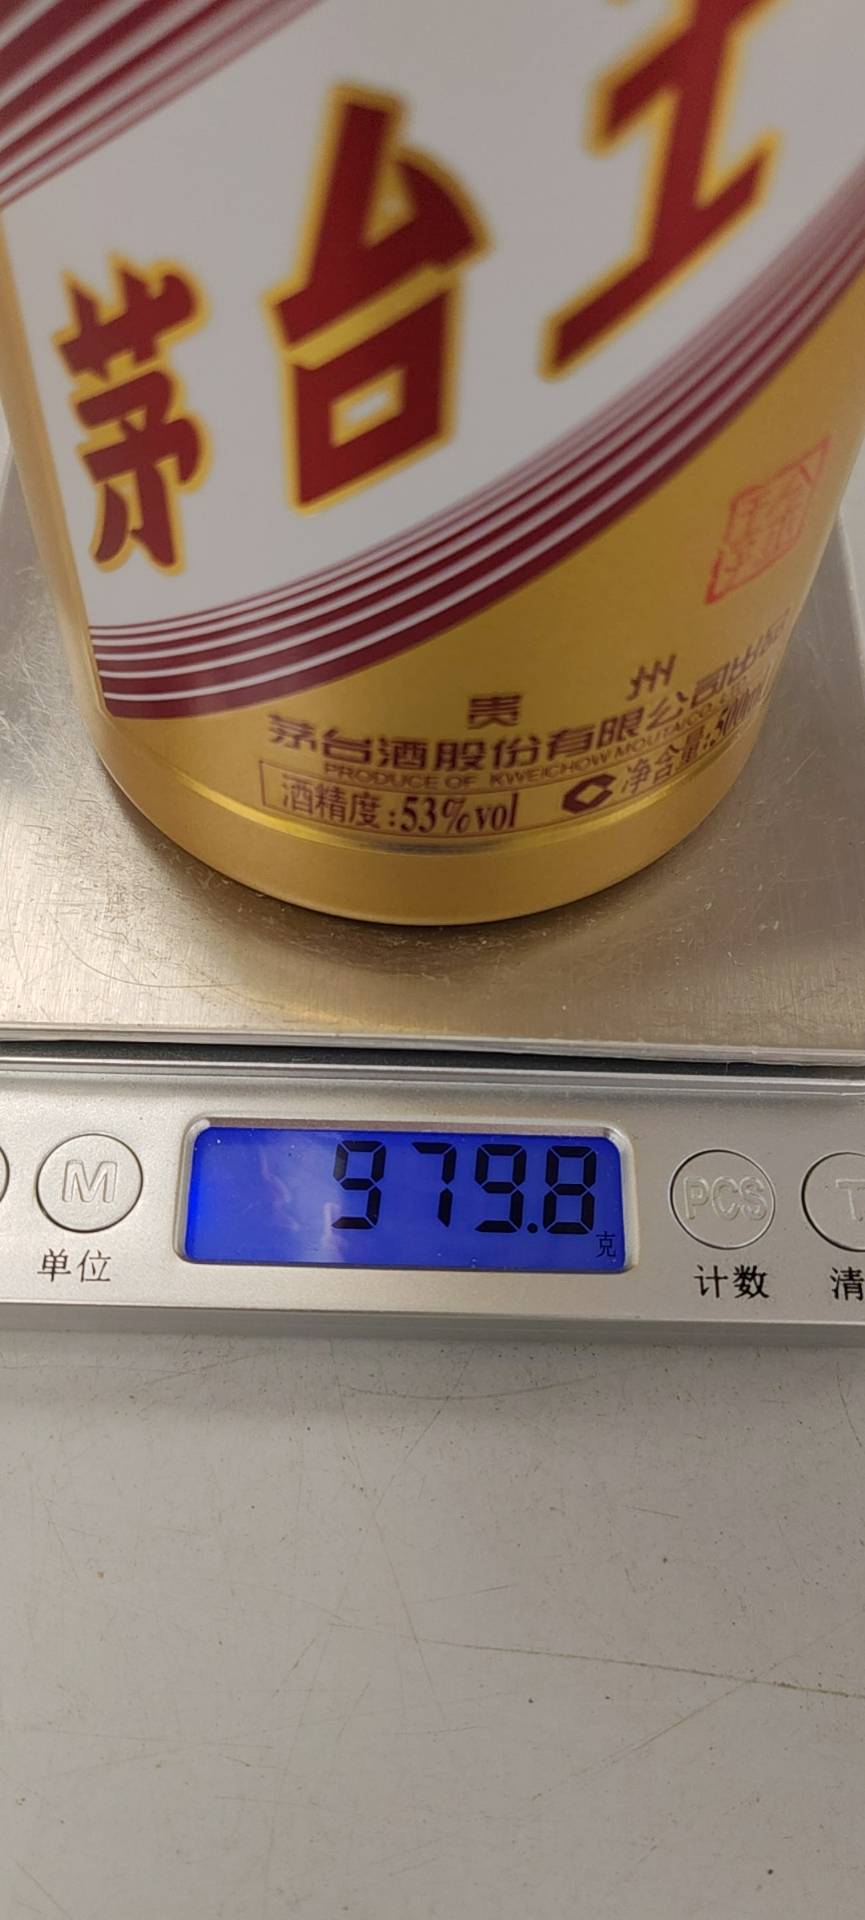 茅台王
贵州
茅台酒股份有限公司出品
PRODUCE OF KWEICHOW MOUTAI CO., LTD
酒精度:53%vol 净含量:500ml
979.8
克
M PCS T
单位 计数 清